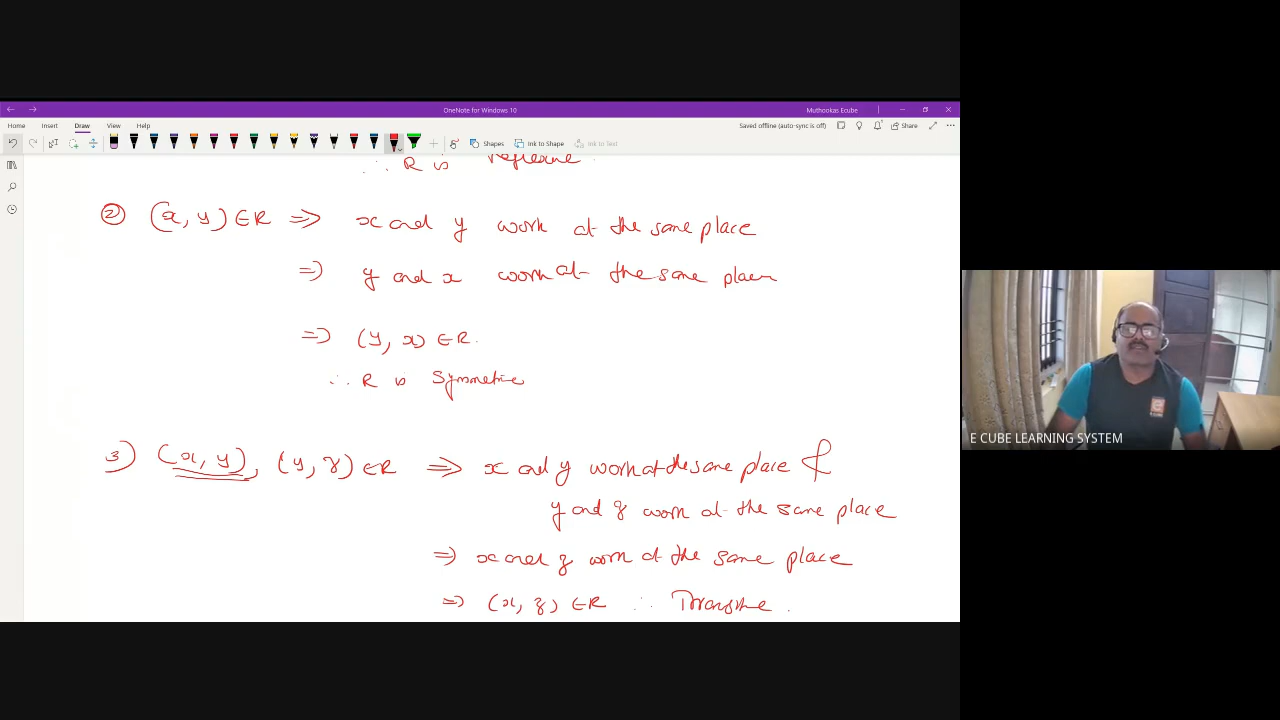 OneNote for Windows 10
Muthookas Ecube
Home Insert Draw View Help
Saved offline (auto-sync is off) Share
Shapes Ink to Shape Ink to Text
∴ R is reflexive.
② (x, y) ∈ R ⇒ x and y work at the same place
⇒ y and x work at the same place
⇒ (y, x) ∈ R.
∴ R is Symmetric
3) (x, y), (y, z) ∈ R ⇒ x and y work at the same place &
y and z work at the same place
⇒ x and z work at the same place
⇒ (x, z) ∈ R ∴ Transitive.
E CUBE LEARNING SYSTEM